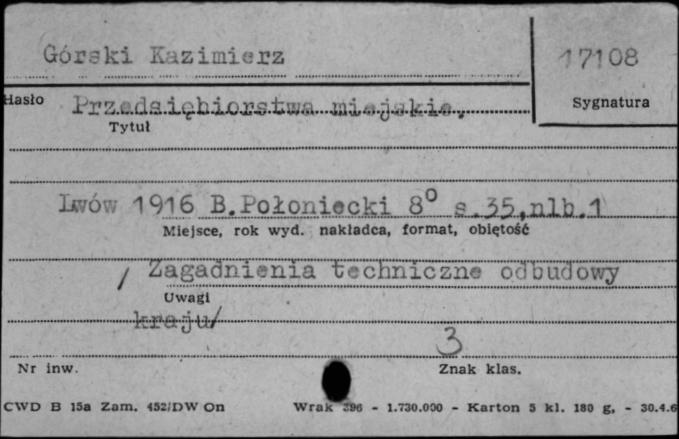 Górski Kazimierz
17108
Hasło
Przedsiębiorstwa miejskie.
Sygnatura
Tytuł
Lwów 1916 B.Połoniecki 8⁰ s.35,nlb.1
Miejsce, rok wyd. nakładca, format, objętość
/ Zagadnienia techniczne odbudowy
Uwagi
kraju/
3
Nr inw.
Znak klas.
CWD B 15a Zam. 452/DW On
Wrak 396 - 1.730.000 - Karton 5 kl. 180 g, - 30.4.6